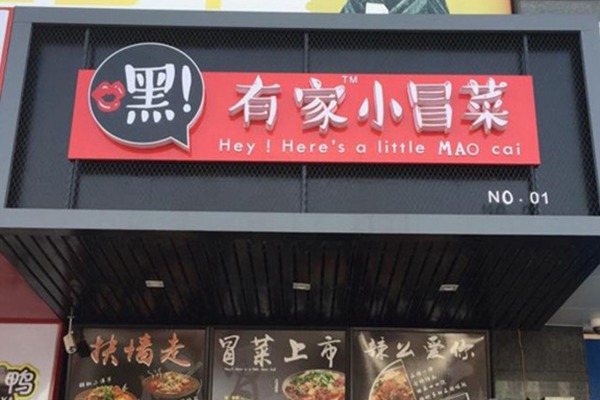 嘿!
有家小冒菜
TM
Hey ! Here's a little MAO cai
NO.01
扶墙走
冒菜上市
辣么爱你
鸭